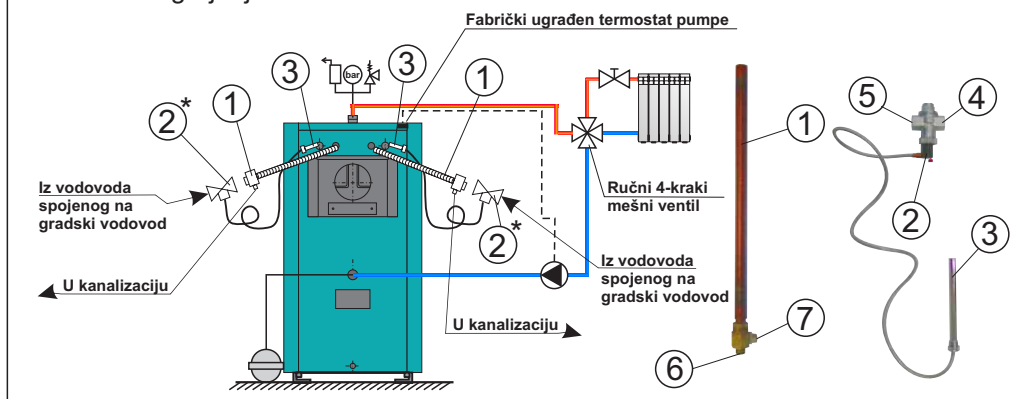 Fabrički ugrađen termostat pumpe
3
3
bar
1
1
2*
5
4
1
Iz vodovoda
spojenog na
gradski vodovod
Ručni 4-kraki
mešni ventil
2
2*
3
Iz vodovoda
spojenog na
gradski vodovod
U kanalizaciju
U kanalizaciju
7
6